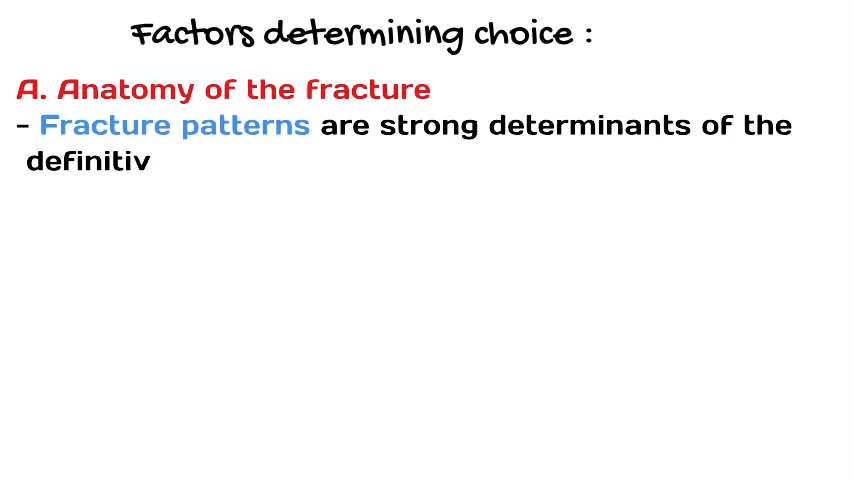 Factors determining choice :
A. Anatomy of the fracture
- Fracture patterns are strong determinants of the
definitiv